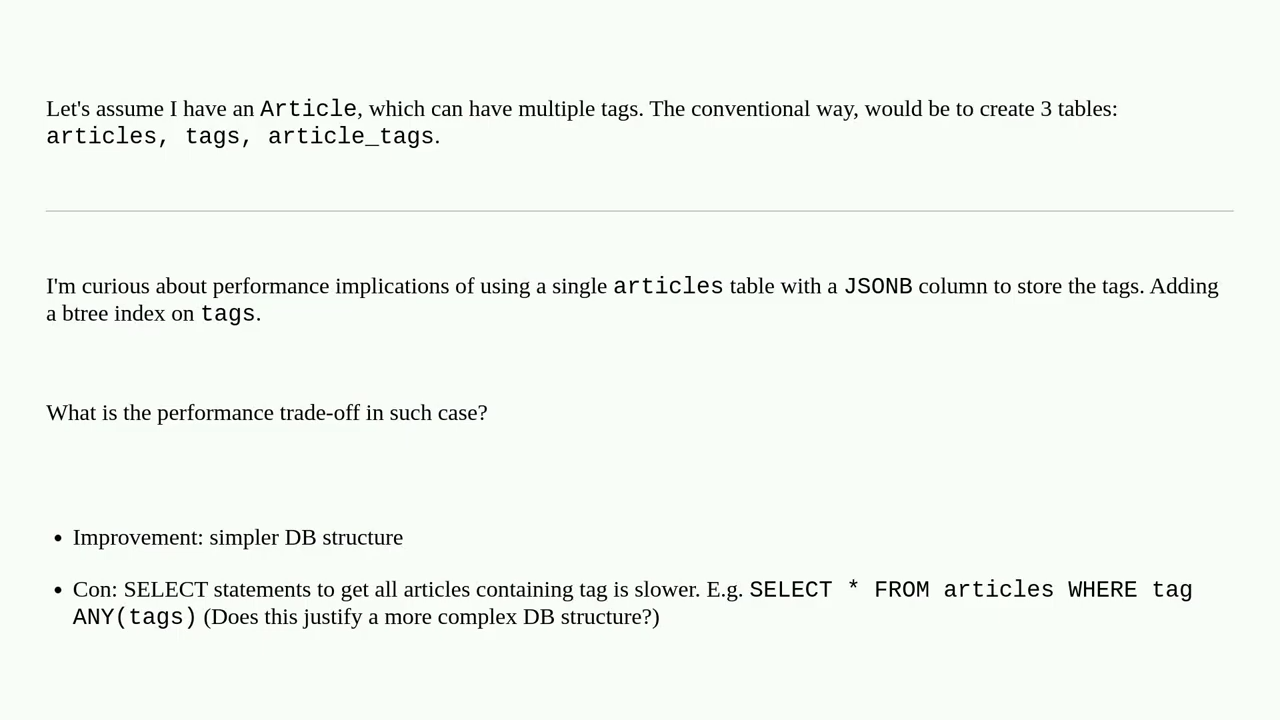 Let's assume I have an Article, which can have multiple tags. The conventional way, would be to create 3 tables:
articles, tags, article_tags.
I'm curious about performance implications of using a single articles table with a JSONB column to store the tags. Adding
a btree index on tags.
What is the performance trade-off in such case?
• Improvement: simpler DB structure
• Con: SELECT statements to get all articles containing tag is slower. E.g. SELECT * FROM articles WHERE tag
ANY(tags) (Does this justify a more complex DB structure?)